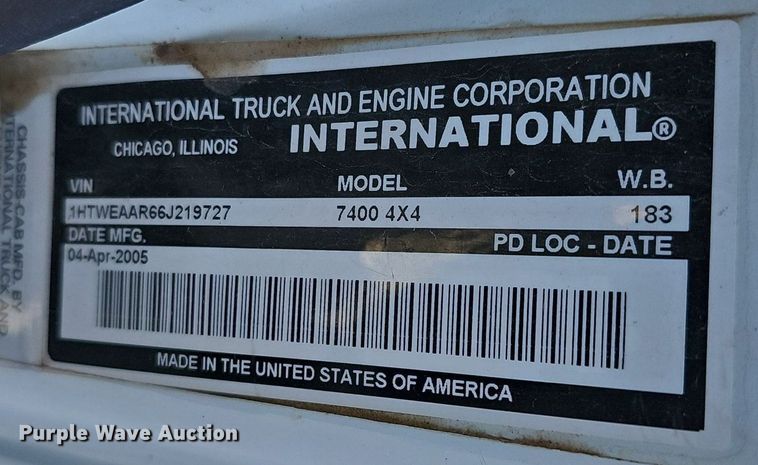 INTERNATIONAL TRUCK AND ENGINE CORPORATION
CHICAGO, ILLINOIS INTERNATIONAL®
VIN MODEL W.B.
1HTWEAAR66J219727 7400 4X4 183
DATE MFG. PD LOC - DATE
04-Apr-2005
MADE IN THE UNITED STATES OF AMERICA
CHASSIS-CAB MFD. BY
INTERNATIONAL TRUCK AND
Purple Wave Auction